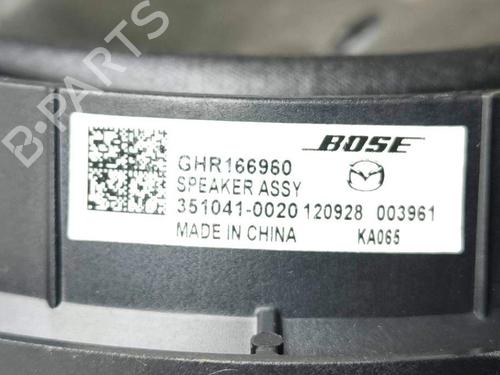 B-PARTS
BOSE
GHR166960
SPEAKER ASSY
351041-0020 120928 003961
MADE IN CHINA KA065